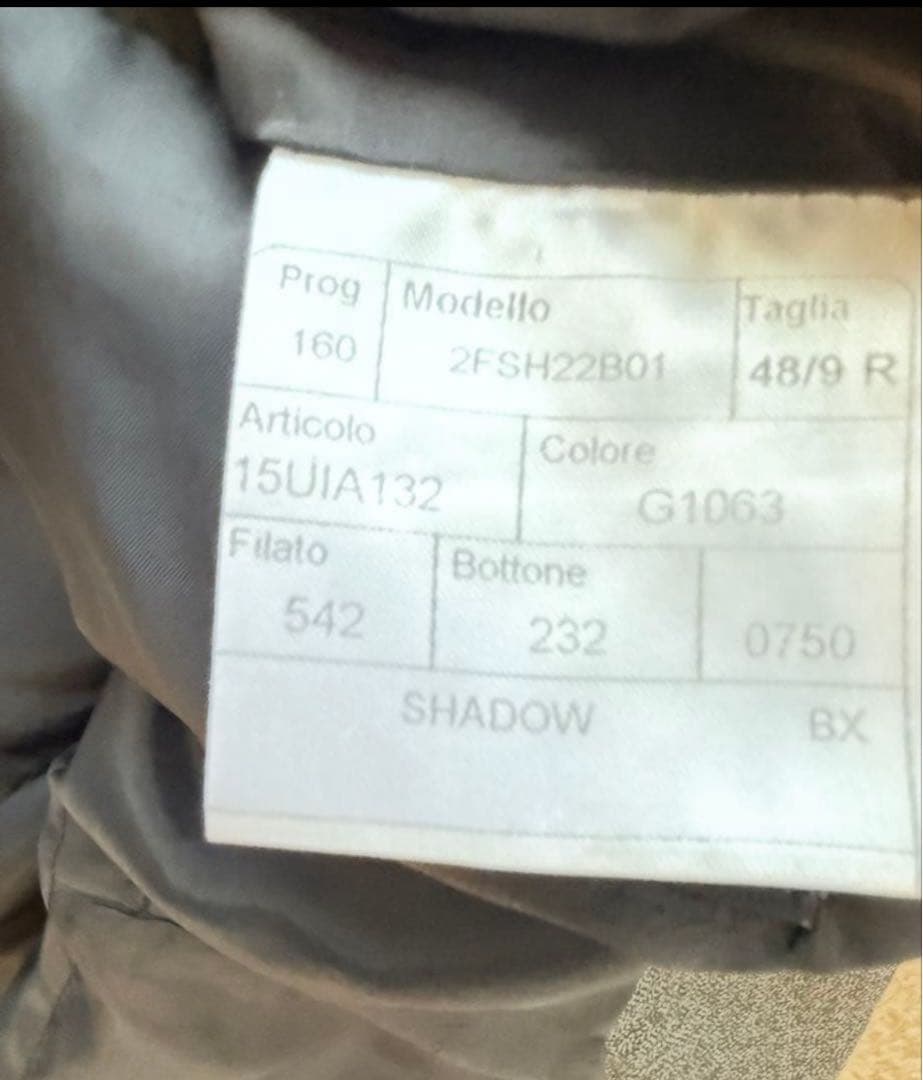 Prog Modello Taglia
160 2FSH22B01 48/9 R
Articolo Colore
15UIA132 G1063
Filato Bottone
542 232 0750
SHADOW BX